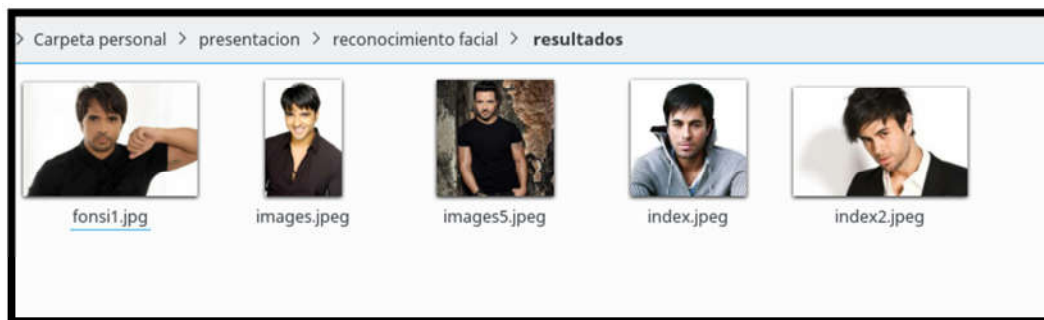 > Carpeta personal > presentacion > reconocimiento facial > resultados
fonsi1.jpg images.jpeg images5.jpeg index.jpeg index2.jpeg